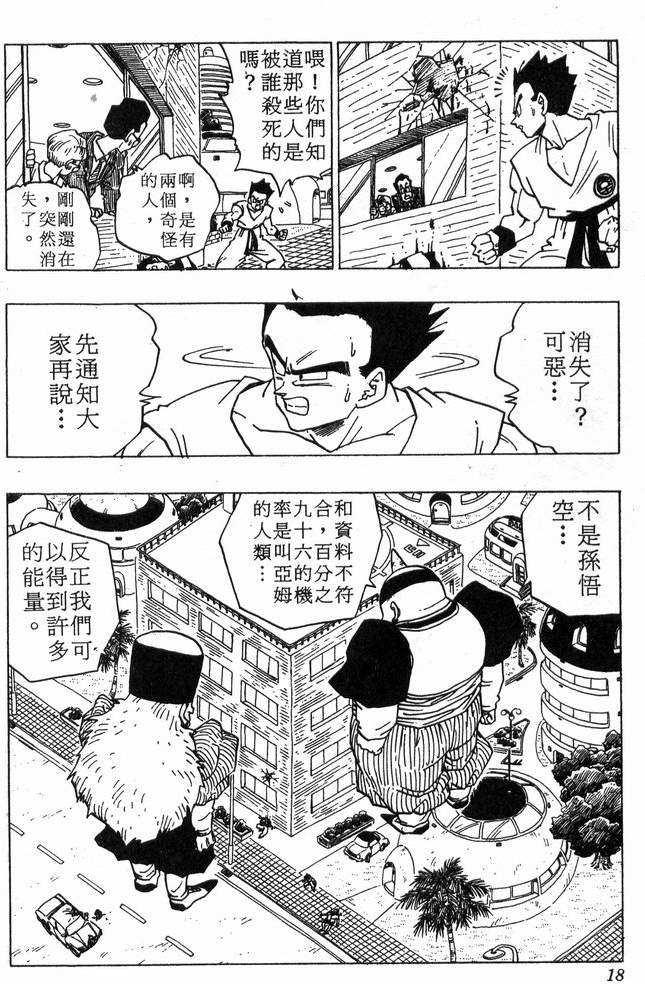 喂！你們知
道那些人是
被誰殺死的
嗎？
啊，是有
兩個奇怪
的人，
剛剛還在
，突然消
失了。
消失了？
可惡…
先通知大
家再說…
不是孫悟
空…
和資料不符
合，百分之
九十六的機
率是叫亞姆
的人類…
反正我們可
以得到許多
的能量。
18